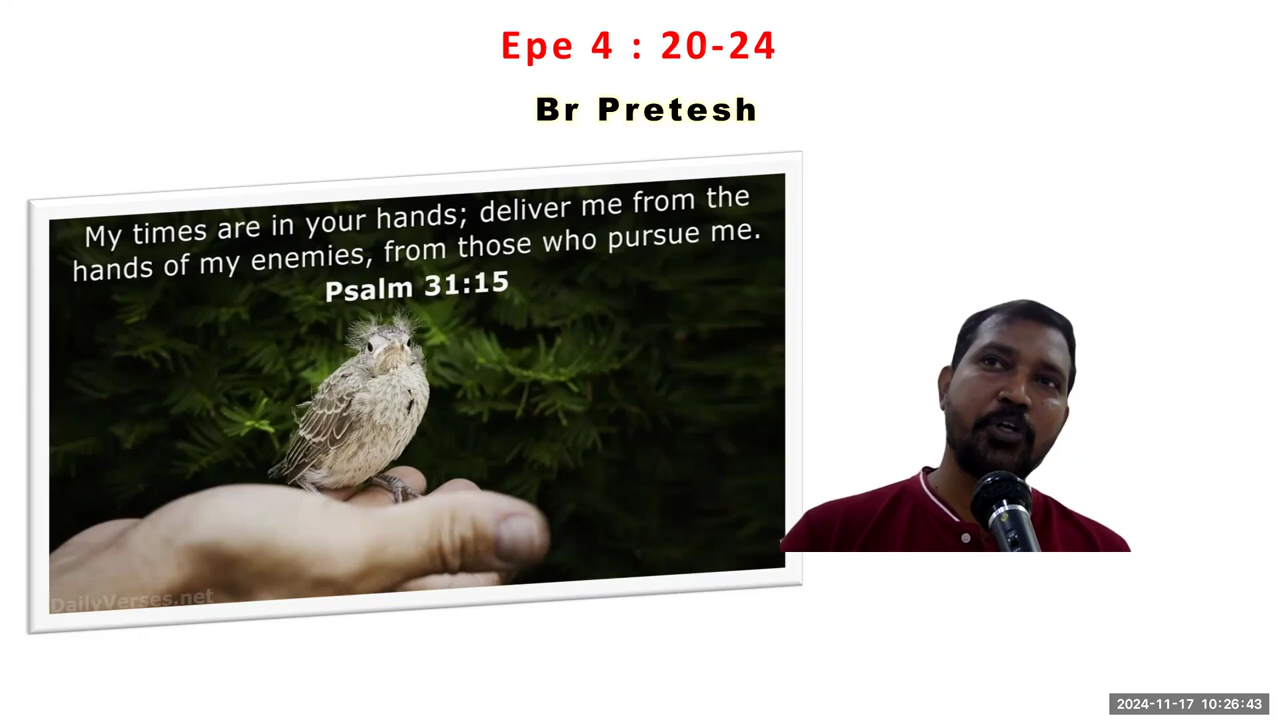 Epe 4 : 20-24
Br Pretesh
My times are in your hands; deliver me from the
hands of my enemies, from those who pursue me.
Psalm 31:15
DailyVerses.net
2024-11-17 10:26:43